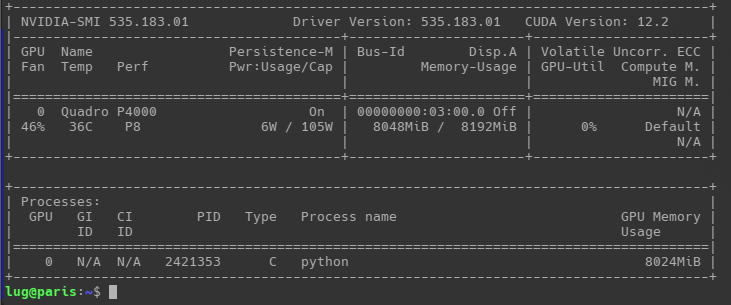 +---------------------------------------------------------------------------------------+
| NVIDIA-SMI 535.183.01             Driver Version: 535.183.01   CUDA Version: 12.2     |
|-----------------------------------------+----------------------+----------------------+
| GPU  Name                 Persistence-M | Bus-Id        Disp.A | Volatile Uncorr. ECC |
| Fan  Temp   Perf          Pwr:Usage/Cap |         Memory-Usage | GPU-Util  Compute M. |
|                                         |                      |               MIG M. |
|=========================================+======================+======================|
|   0  Quadro P4000                    On | 00000000:03:00.0 Off |                  N/A |
| 46%   36C    P8               6W / 105W |   8048MiB /  8192MiB |      0%      Default |
|                                         |                      |                  N/A |
+-----------------------------------------+----------------------+----------------------+
+---------------------------------------------------------------------------------------+
| Processes:                                                                            |
|  GPU   GI   CI        PID   Type   Process name                            GPU Memory |
|        ID   ID                                                             Usage      |
|=======================================================================================|
|    0   N/A  N/A   2421353      C   python                                     8024MiB |
+---------------------------------------------------------------------------------------+
lug@paris:~$